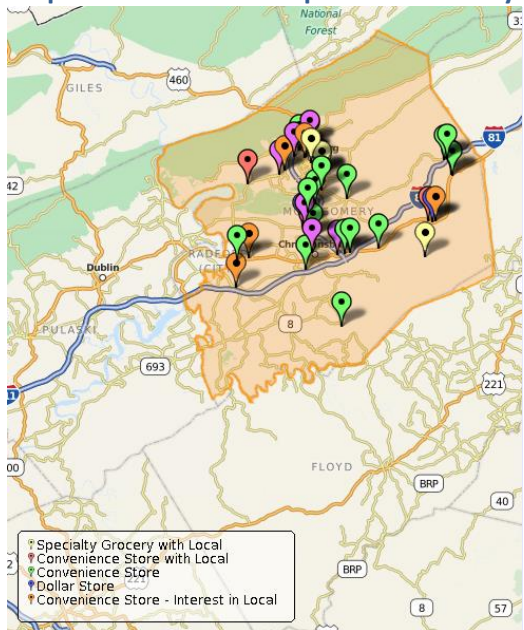 National
Forest
460
GILES
81
42
MONTGOMERY
Christiansburg
RADFORD
(CITY)
Dublin
8
PULASKI
693
221
FLOYD
BRP
40
Specialty Grocery with Local
Convenience Store with Local
Convenience Store
Dollar Store
Convenience Store - Interest in Local
221
BRP
8
57